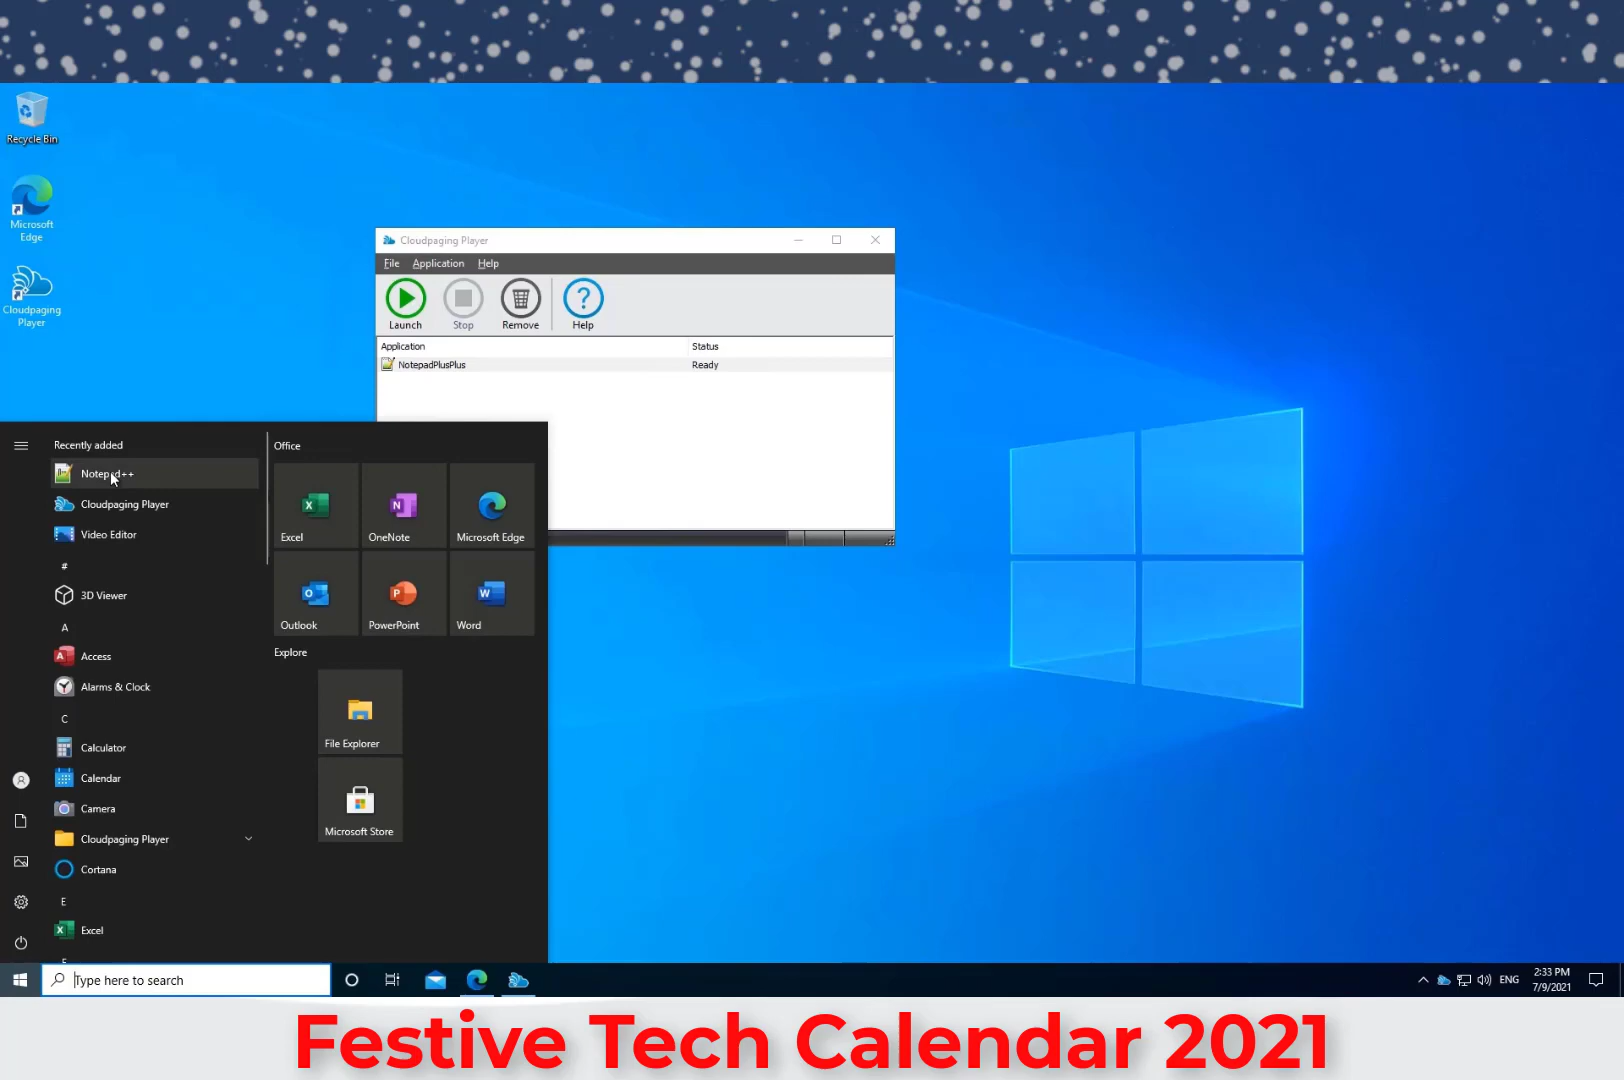 Recycle Bin
Microsoft
Edge
Cloudpaging
Player
Cloudpaging Player
File Application Help
Launch Stop Remove Help
Application Status
NotepadPlusPlus Ready
Recently added
Notepad++
Cloudpaging Player
Video Editor
#
3D Viewer
A
Access
Alarms & Clock
C
Calculator
Calendar
Camera
Cloudpaging Player
Cortana
E
Excel
Office
Excel OneNote Microsoft Edge
Outlook PowerPoint Word
Explore
File Explorer
Microsoft Store
Type here to search
ENG
2:33 PM
7/9/2021
Festive Tech Calendar 2021